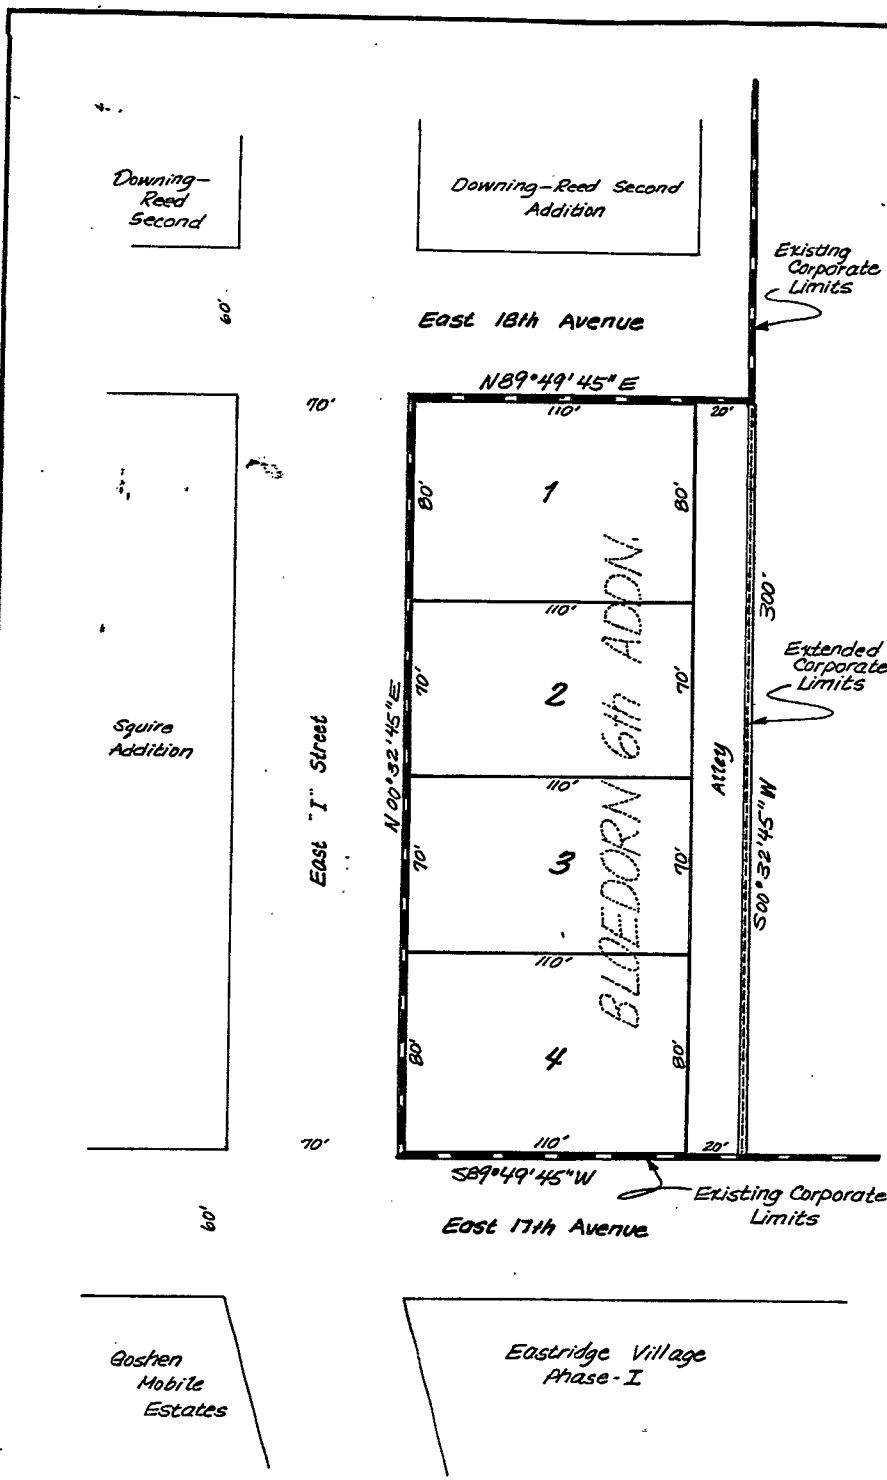 Downing-
Reed
Second
Downing-Reed Second
Addition
Existing
Corporate
Limits
60'
East 18th Avenue
N89°49'45"E
70'
110'
20'
80'
1
80'
110'
300'
70'
2
70'
Extended
Corporate
Limits
Squire
Addition
East "I" Street
N00°32'45"E
BLOEDORN 6th ADDN.
Alley
110'
S00°32'45"W
70'
3
70'
110'
80'
4
80'
70'
110'
20'
S89°49'45"W
Existing Corporate
Limits
60'
East 17th Avenue
Goshen
Mobile
Estates
Eastridge Village
Phase-I